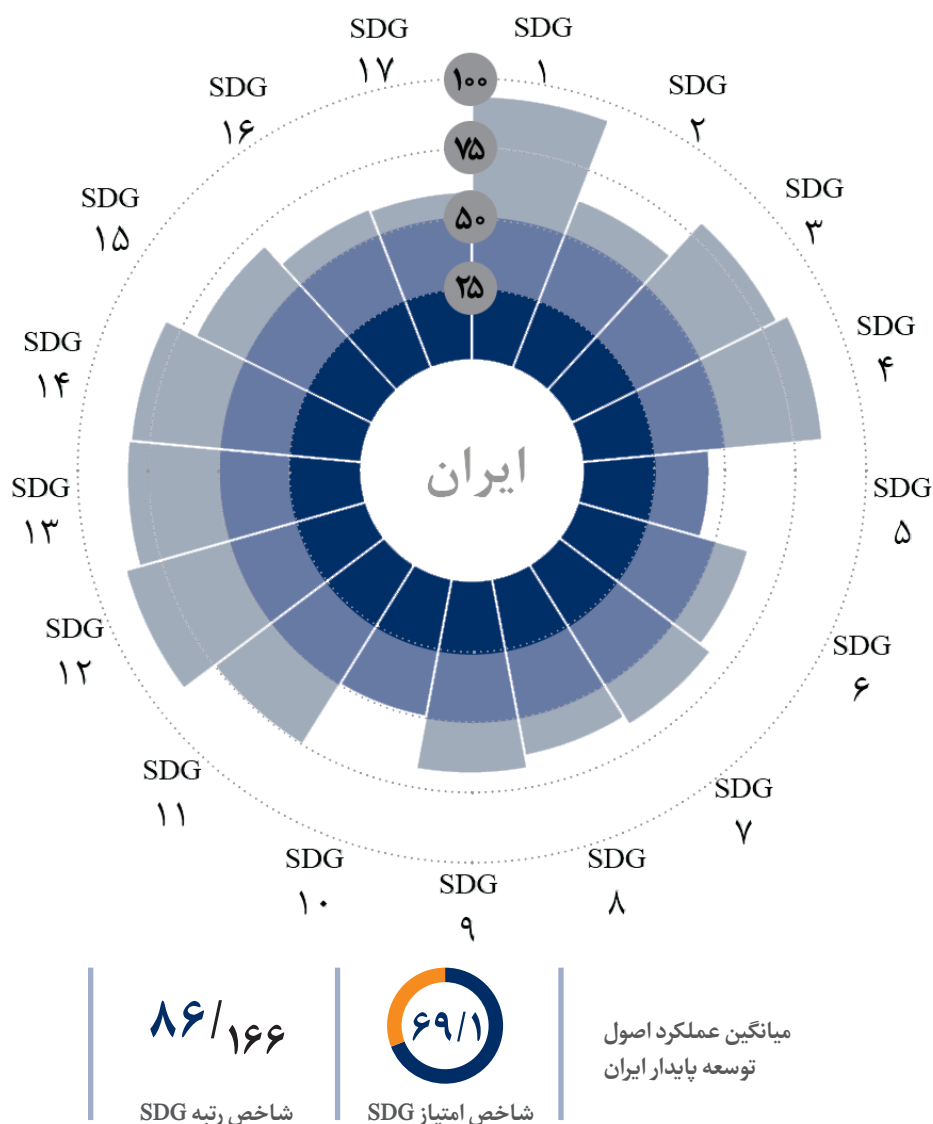 SDG
۱
SDG
۲
SDG
۳
SDG
۴
SDG
۵
SDG
۶
SDG
۷
SDG
۸
SDG
۹
SDG
۱۰
SDG
۱۱
SDG
۱۲
SDG
۱۳
SDG
۱۴
SDG
۱۵
SDG
۱۶
SDG
۱۷
۱۰۰
۷۵
۵۰
۲۵
ایران
میانگین عملکرد اصول
توسعه پایدار ایران
۶۹/۱
شاخص امتیاز SDG
۸۶/۱۶۶
شاخص رتبه SDG